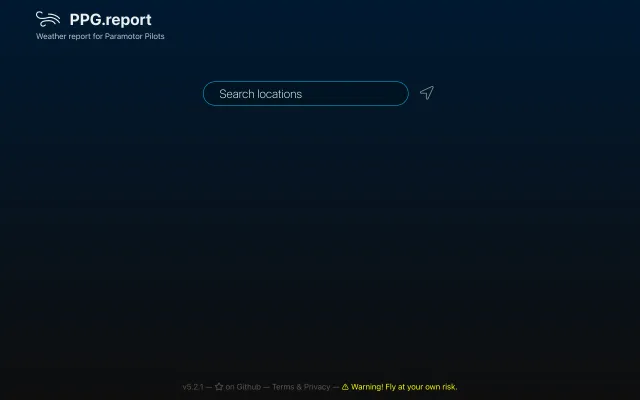 PPG.report
Weather report for Paramotor Pilots
Search locations
v5.2.1 — on Github — Terms & Privacy — Warning! Fly at your own risk.